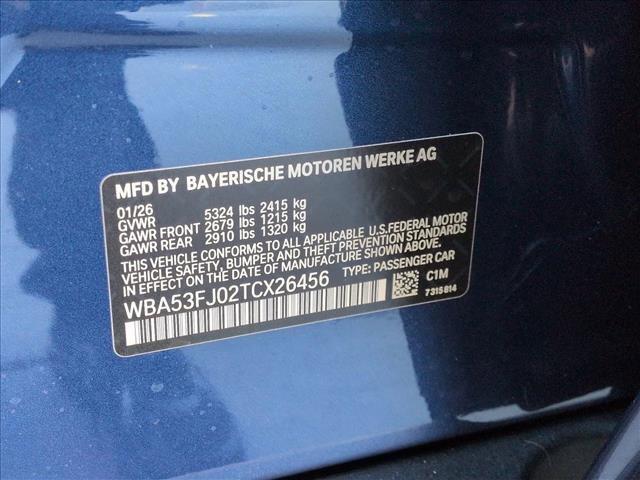 MFD BY BAYERISCHE MOTOREN WERKE AG
01/26
GVWR 5324 lbs 2415 kg
GAWR FRONT 2679 lbs 1215 kg
GAWR REAR 2910 lbs 1320 kg
THIS VEHICLE CONFORMS TO ALL APPLICABLE U.S.FEDERAL MOTOR
VEHICLE SAFETY, BUMPER, AND THEFT PREVENTION STANDARDS
IN EFFECT ON THE DATE OF MANUFACTURE SHOWN ABOVE.
WBA53FJ02TCX26456 TYPE: PASSENGER CAR
C1M
7315814